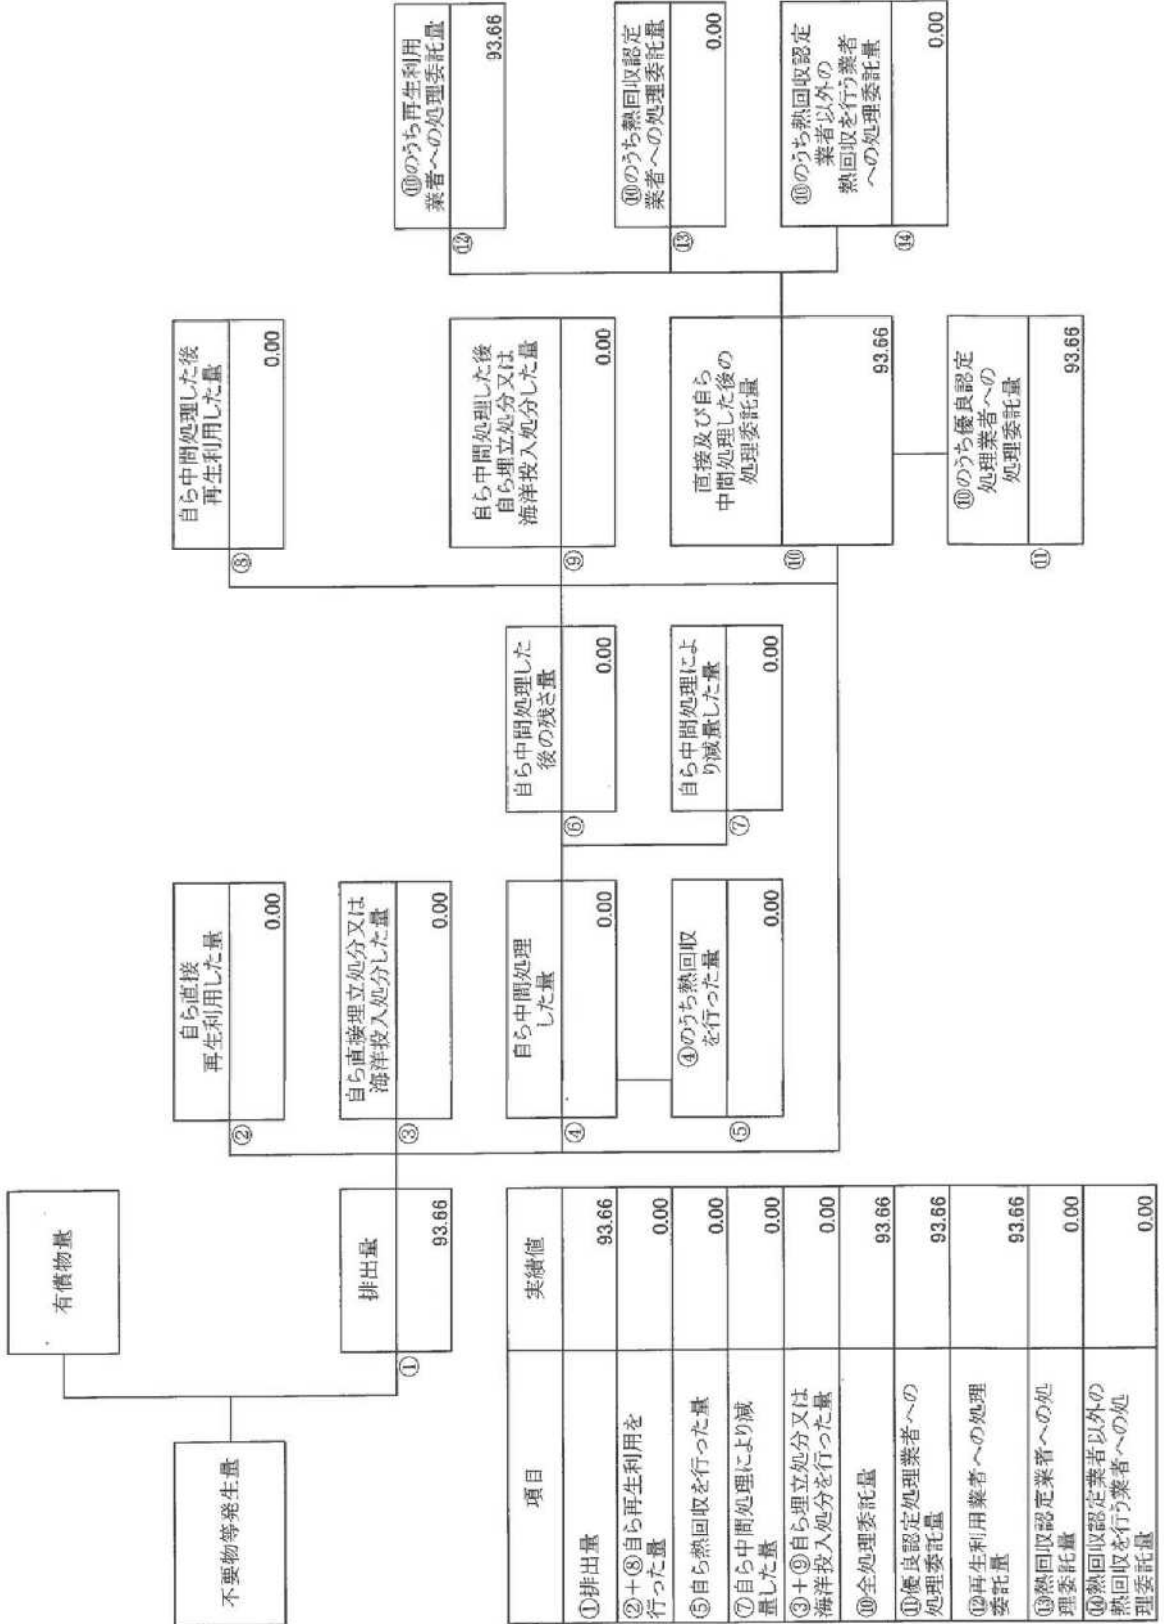 不要物等発生量
有償物量
①
排出量
93.66
②
自ら直接
再生利用した量
0.00
③
自ら直接埋立処分又は
海洋投入処分した量
0.00
④
自ら中間処理
した量
0.00
⑤
④のうち熱回収
を行った量
0.00
⑥
自ら中間処理した
後の残さ量
0.00
⑦
自ら中間処理によ
り減量した量
0.00
⑧
自ら中間処理した後
再生利用した量
0.00
⑨
自ら中間処理した後
自ら埋立処分又は
海洋投入処分した量
0.00
⑩
直接及び自ら
中間処理した後の
処理委託量
93.66
⑪
⑩のうち優良認定
処理業者への
処理委託量
93.66
⑫
⑩のうち再生利用
業者への処理委託量
93.66
⑬
⑩のうち熱回収認定
業者への処理委託量
0.00
⑭
⑩のうち熱回収認定
業者以外の
熱回収を行う業者
への処理委託量
0.00
項目 実績値
①排出量 93.66
②+⑧自ら再生利用を
行った量 0.00
⑤自ら熱回収を行った量 0.00
⑦自ら中間処理により減
量した量 0.00
③+⑨自ら埋立処分又は
海洋投入処分を行った量 0.00
⑩全処理委託量 93.66
⑪優良認定処理業者への
処理委託量 93.66
⑫再生利用業者への処理
委託量 93.66
⑬熱回収認定業者への処
理委託量 0.00
⑭熱回収認定業者以外の
熱回収を行う業者への処
理委託量 0.00